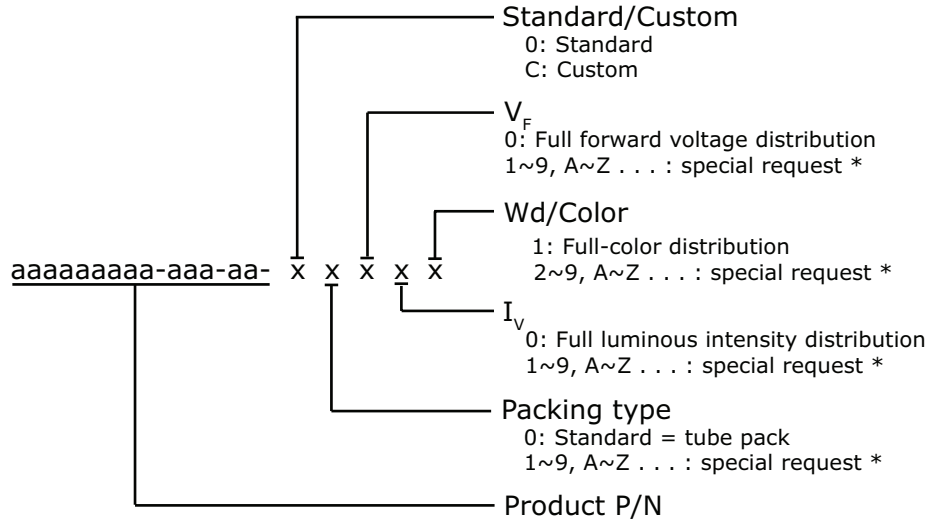 Standard/Custom
0: Standard
C: Custom
VF
0: Full forward voltage distribution
1~9, A~Z . . . : special request *
Wd/Color
1: Full-color distribution
2~9, A~Z . . . : special request *
aaaaaaaaa-aaa-aa- x x x x x
IV
0: Full luminous intensity distribution
1~9, A~Z . . . : special request *
Packing type
0: Standard = tube pack
1~9, A~Z . . . : special request *
Product P/N